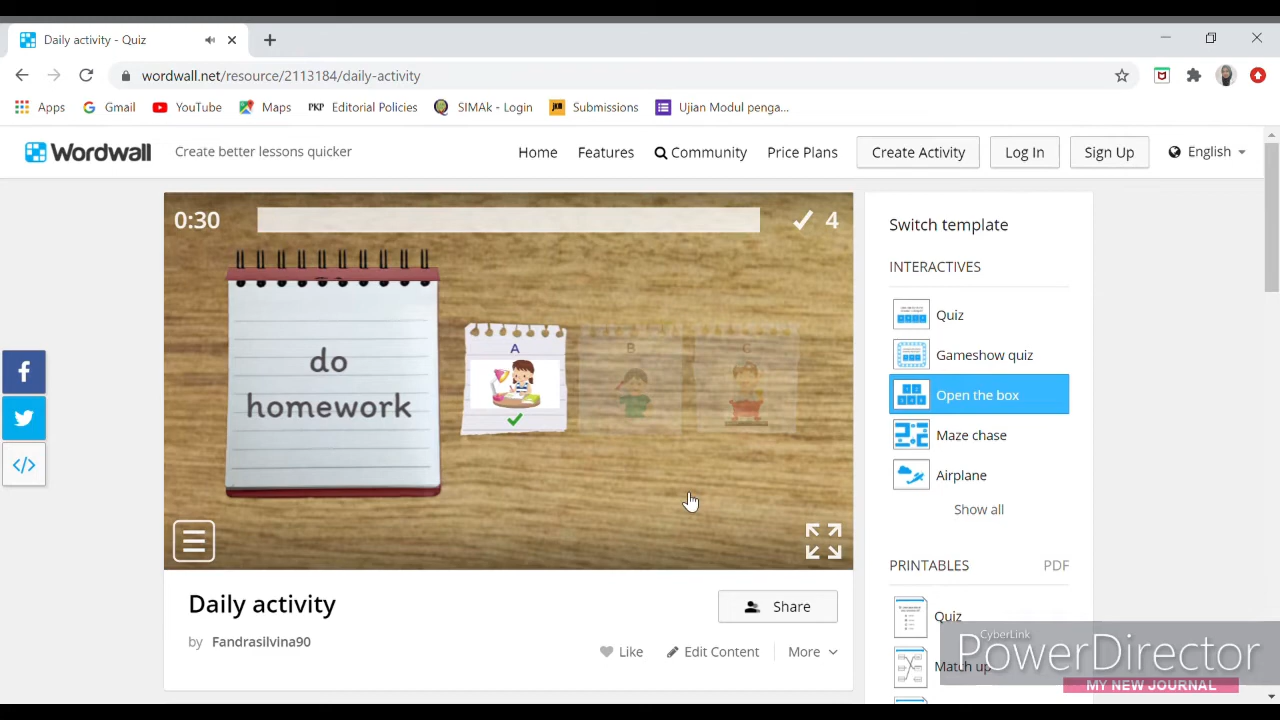 Daily activity - Quiz
wordwall.net/resource/2113184/daily-activity
Apps Gmail YouTube Maps PKP Editorial Policies SIMAk - Login JKB Submissions Ujian Modul penga...
Wordwall Create better lessons quicker Home Features Community Price Plans Create Activity Log In Sign Up English
0:30 4
do
homework
A B C
Daily activity
Share
by Fandrasilvina90
Like Edit Content More
Switch template
INTERACTIVES
Quiz
Gameshow quiz
Open the box
Maze chase
Airplane
Show all
PRINTABLES PDF
Quiz
Match up
CyberLink
PowerDirector
MY NEW JOURNAL